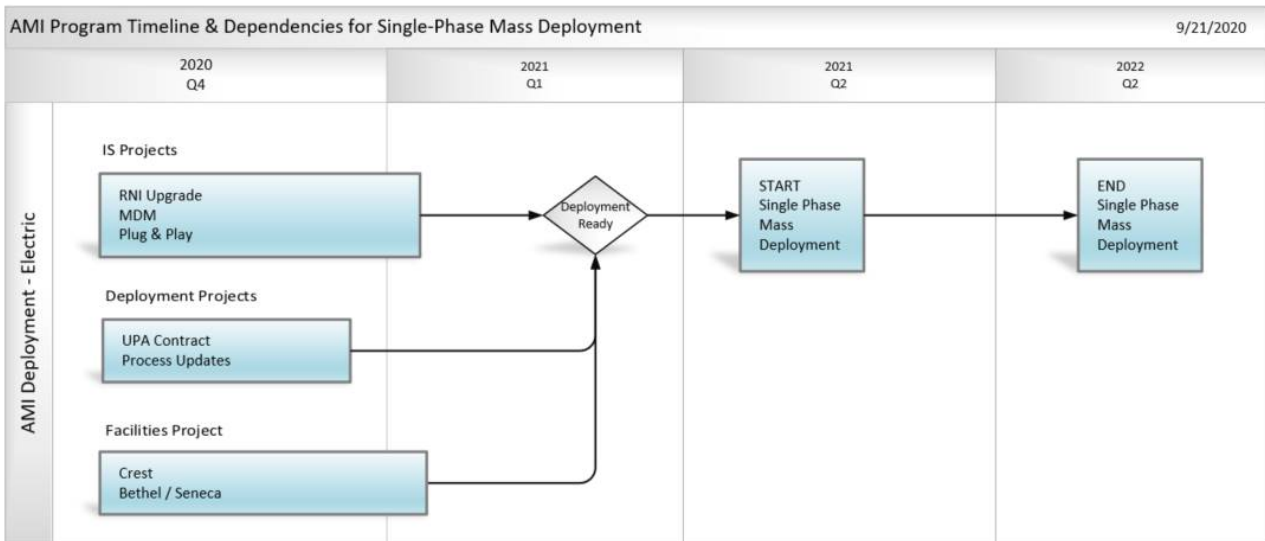 AMI Program Timeline & Dependencies for Single-Phase Mass Deployment
9/21/2020
2020
Q4
2021
Q1
2021
Q2
2022
Q2
AMI Deployment - Electric
IS Projects
RNI Upgrade
MDM
Plug & Play
Deployment
Ready
START
Single Phase
Mass
Deployment
END
Single Phase
Mass
Deployment
Deployment Projects
UPA Contract
Process Updates
Facilities Project
Crest
Bethel / Seneca